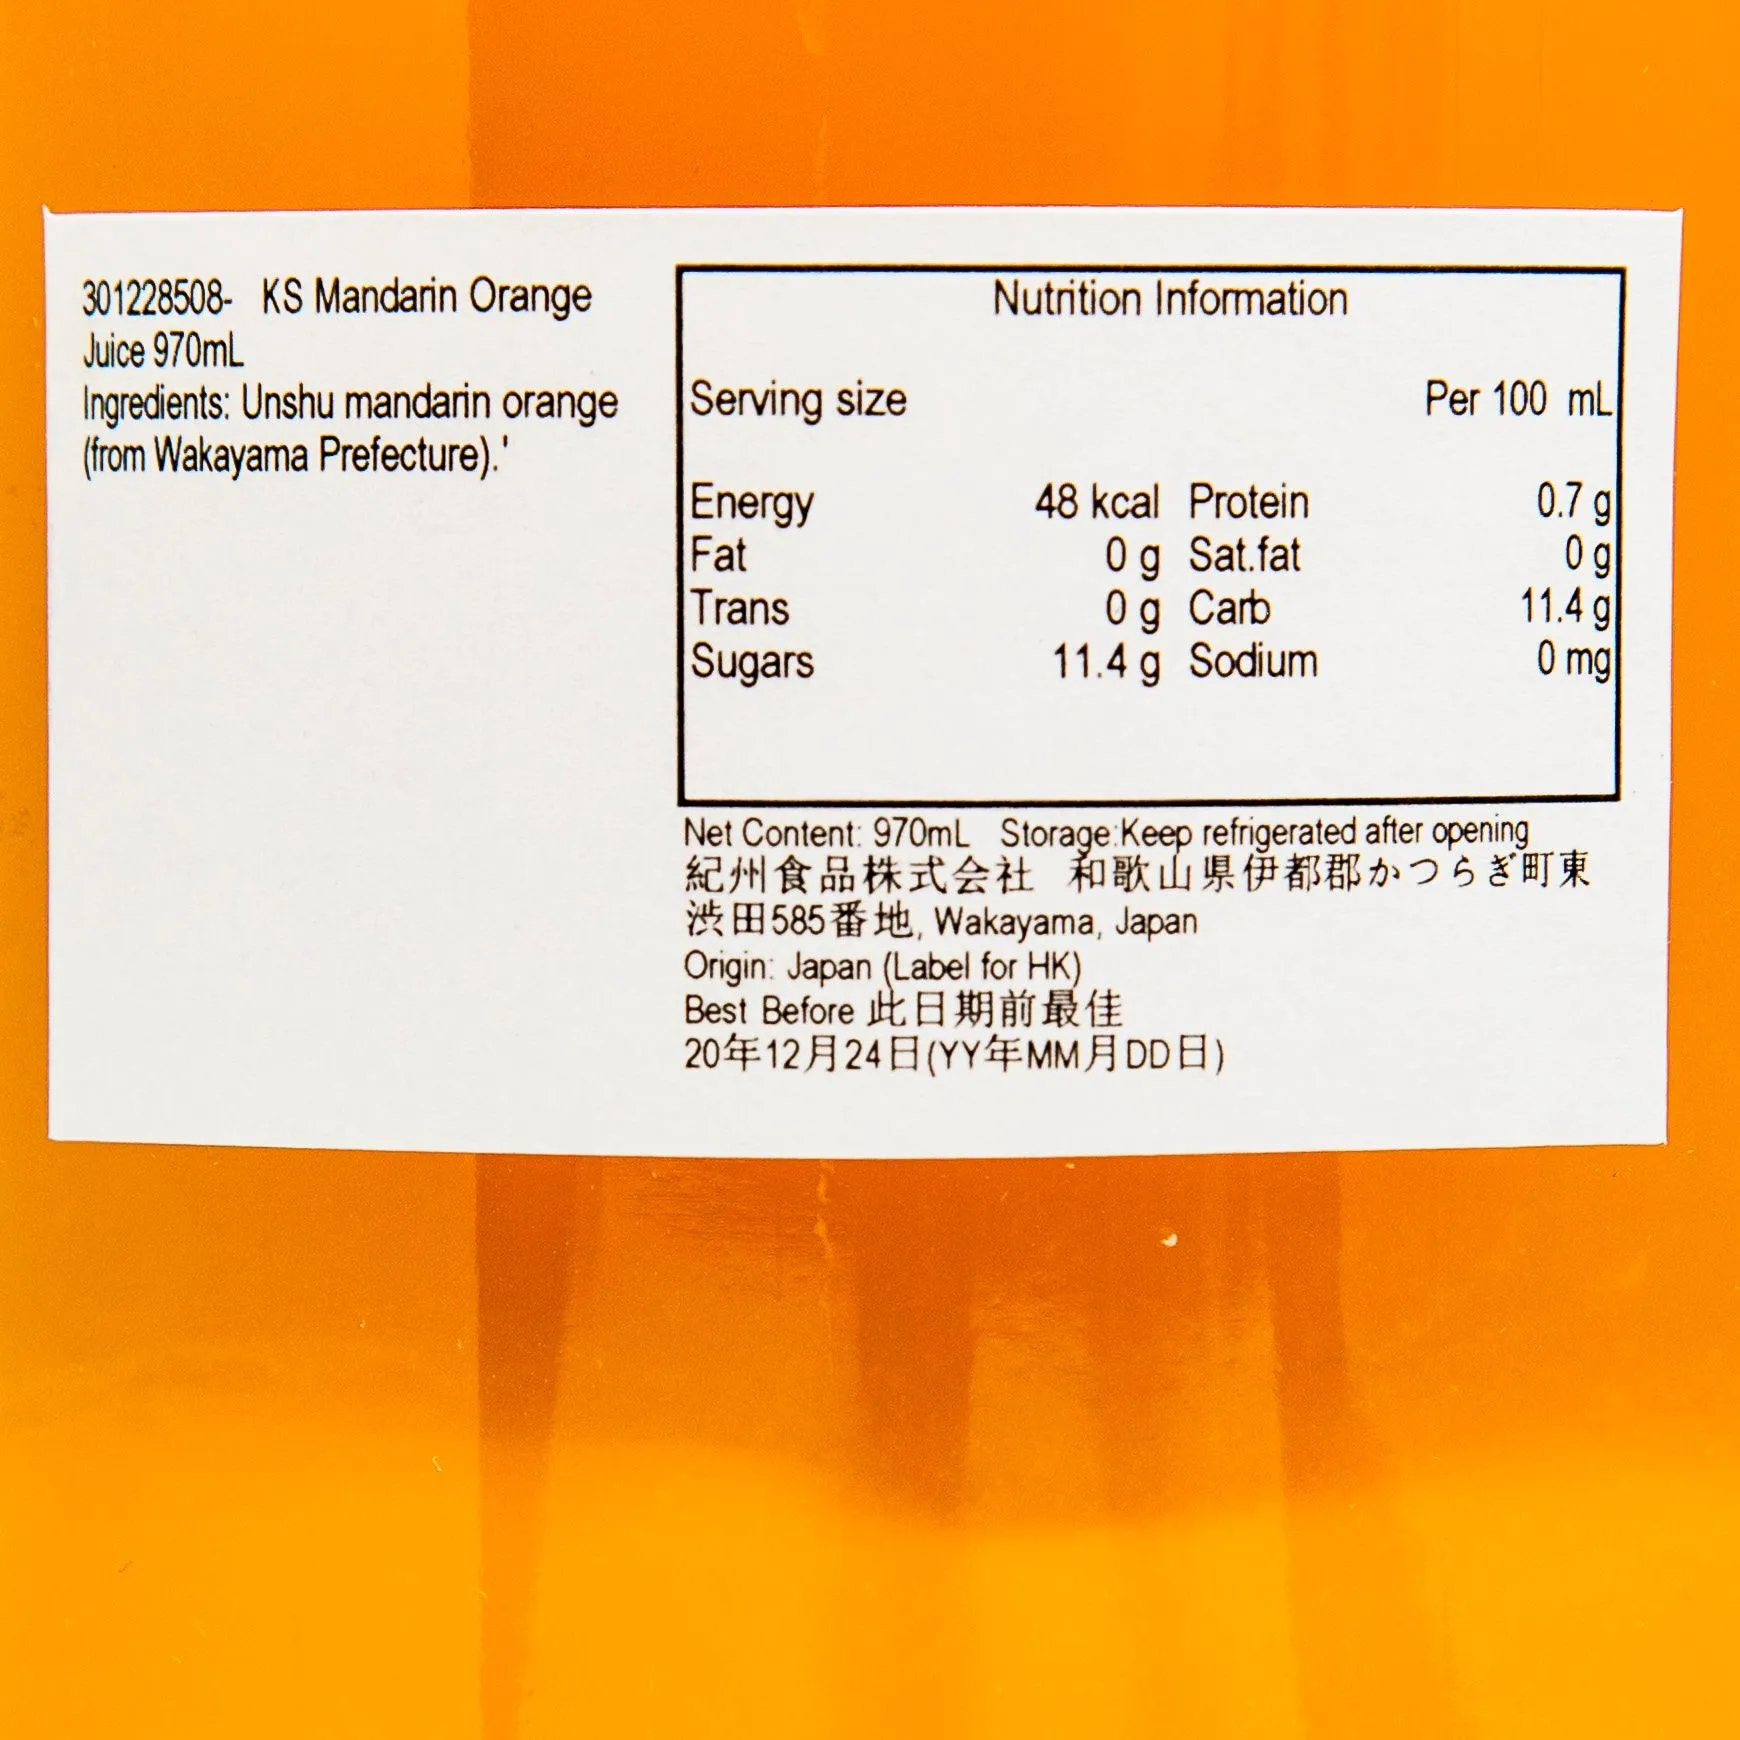 301228508- KS Mandarin Orange
Juice 970mL
Ingredients: Unshu mandarin orange
(from Wakayama Prefecture).'
Nutrition Information
Serving size Per 100 mL
Energy 48 kcal Protein 0.7 g
Fat 0 g Sat.fat 0 g
Trans 0 g Carb 11.4 g
Sugars 11.4 g Sodium 0 mg
Net Content: 970mL Storage:Keep refrigerated after opening
紀州食品株式会社 和歌山県伊都郡かつらぎ町東
渋田585番地, Wakayama, Japan
Origin: Japan (Label for HK)
Best Before 此日期前最佳
20年12月24日(YY年MM月DD日)